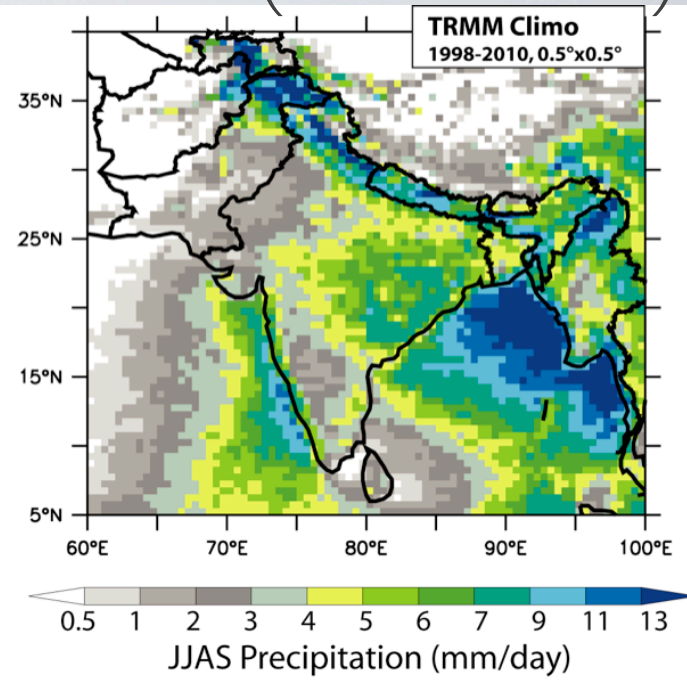 TRMM Climo
1998-2010, 0.5°x0.5°
35°N
25°N
15°N
5°N
60°E 70°E 80°E 90°E 100°E
0.5 1 2 3 4 5 6 7 9 11 13
JJAS Precipitation (mm/day)